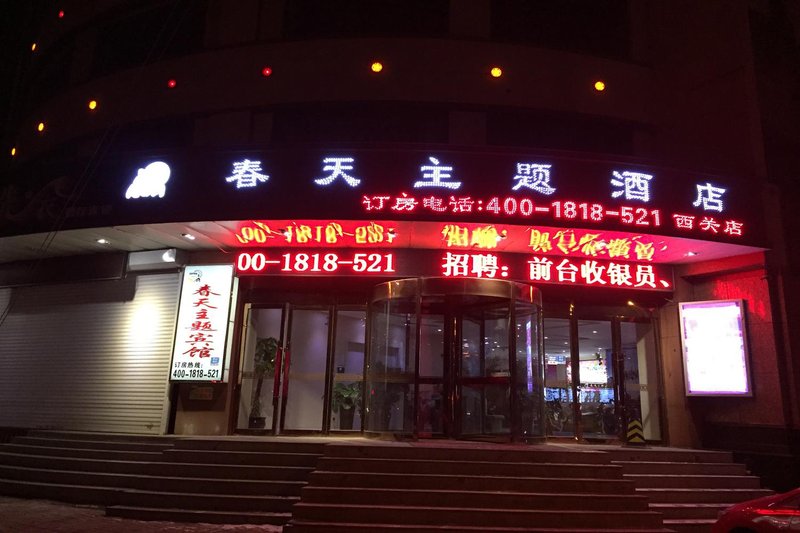 春天主题酒店
订房电话:400-1818-521 西关店
00-1818-521 招聘：前台收银员、
春天主题宾馆
订房热线:
400-1818-521